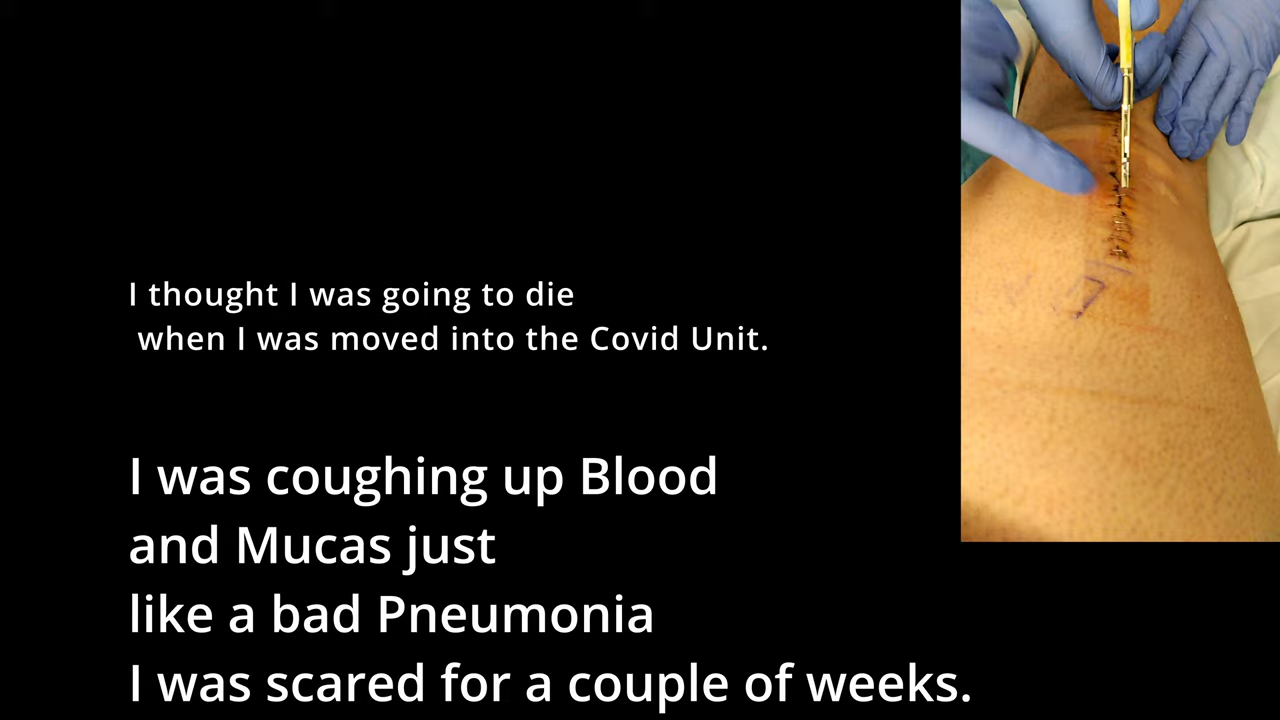 I thought I was going to die
when I was moved into the Covid Unit.
I was coughing up Blood
and Mucas just
like a bad Pneumonia
I was scared for a couple of weeks.